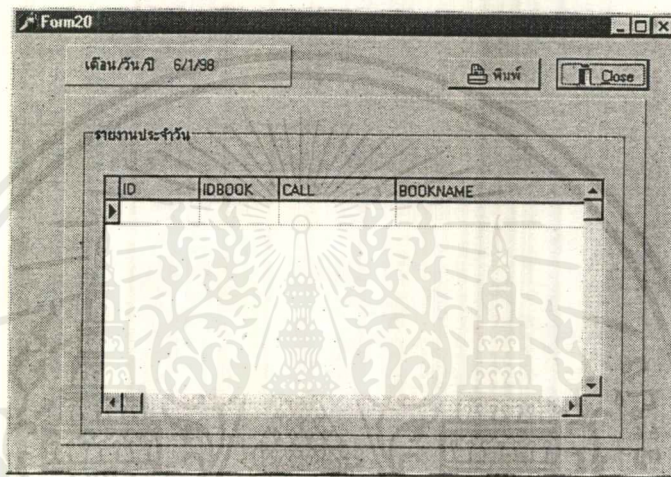 Form20
เดือน/วัน/ปี 6/1/98
พิมพ์ Close
รายงานประจำวัน
ID IDBOOK CALL BOOKNAME